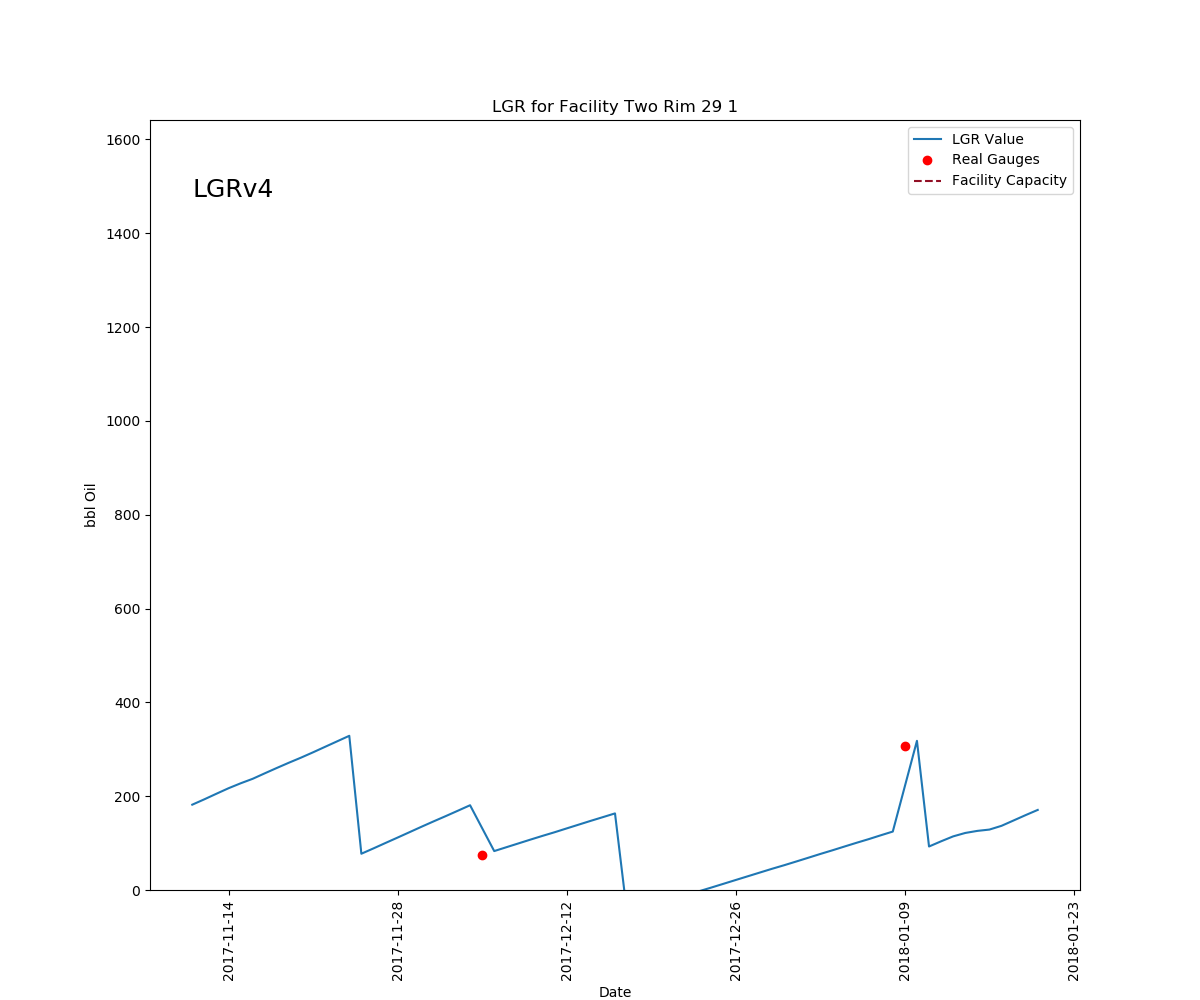 LGR for Facility Two Rim 29 1
LGRv4
LGR Value
Real Gauges
Facility Capacity
1600
1400
1200
1000
800
600
400
200
0
bbl Oil
2017-11-14
2017-11-28
2017-12-12
2017-12-26
2018-01-09
2018-01-23
Date